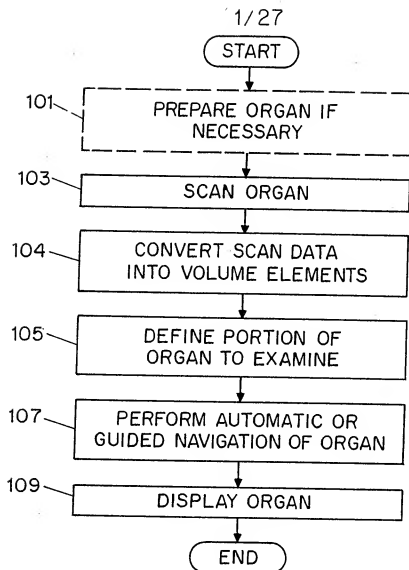 1/27
START
101
PREPARE ORGAN IF
NECESSARY
103
SCAN ORGAN
104
CONVERT SCAN DATA
INTO VOLUME ELEMENTS
105
DEFINE PORTION OF
ORGAN TO EXAMINE
107
PERFORM AUTOMATIC OR
GUIDED NAVIGATION OF ORGAN
109
DISPLAY ORGAN
END